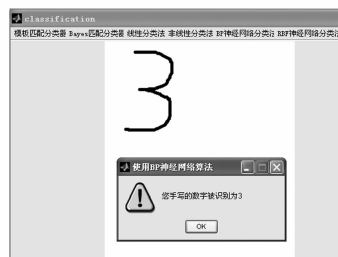 classification
模板匹配分类器 Bayes匹配分类器 线性分类法 非线性分类法 BP神经网络分类法 RBF神经网络分类法
3
使用BP神经网络算法
您手写的数字被识别为3
OK